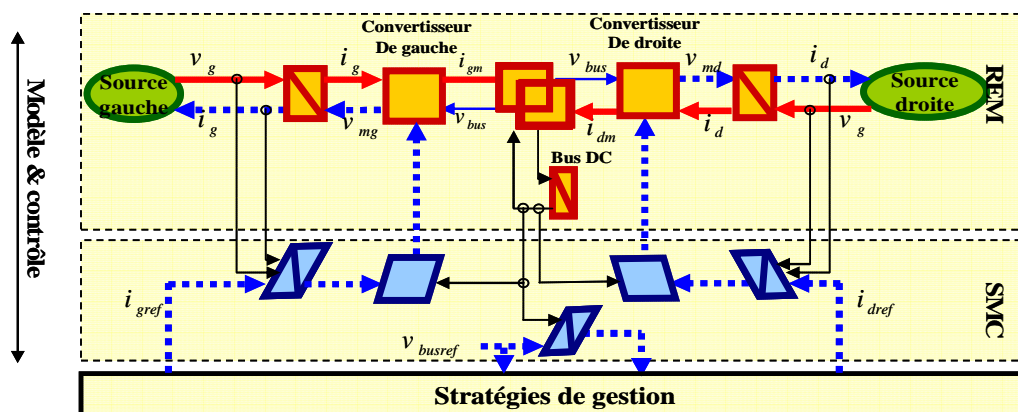 Convertisseur
De gauche
Convertisseur
De droite
v g
i g
i gm
v bus
v md
i d
Source
gauche
Source
droite
i g
v mg
v bus
i dm
i d
v g
Bus DC
REM
Modèle & contrôle
i gref
i dref
v busref
SMC
Stratégies de gestion